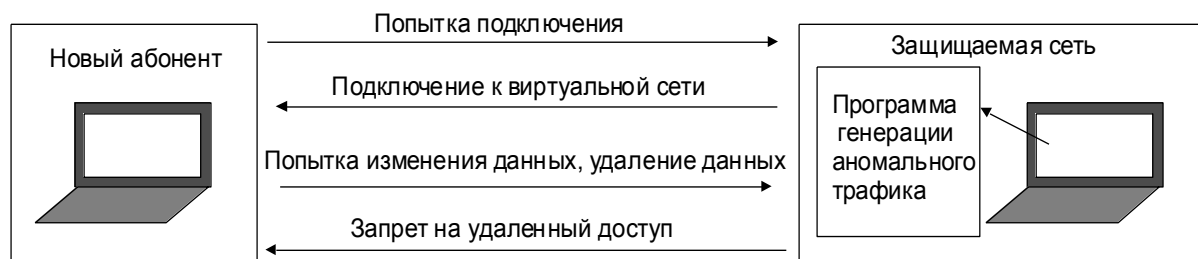 Попытка подключения
Новый абонент
Защищаемая сеть
Подключение к виртуальной сети
Программа
генерации
аномального
трафика
Попытка изменения данных, удаление данных
Запрет на удаленный доступ